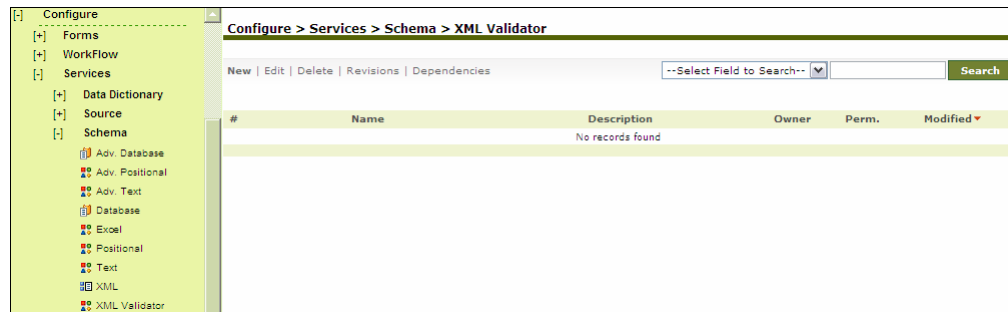 [-] Configure
[+] Forms
[+] WorkFlow
[-] Services
[+] Data Dictionary
[+] Source
[-] Schema
Adv. Database
Adv. Positional
Adv. Text
Database
Excel
Positional
Text
XML
XML Validator
Configure > Services > Schema > XML Validator
New | Edit | Delete | Revisions | Dependencies --Select Field to Search-- Search
# Name Description Owner Perm. Modified
No records found